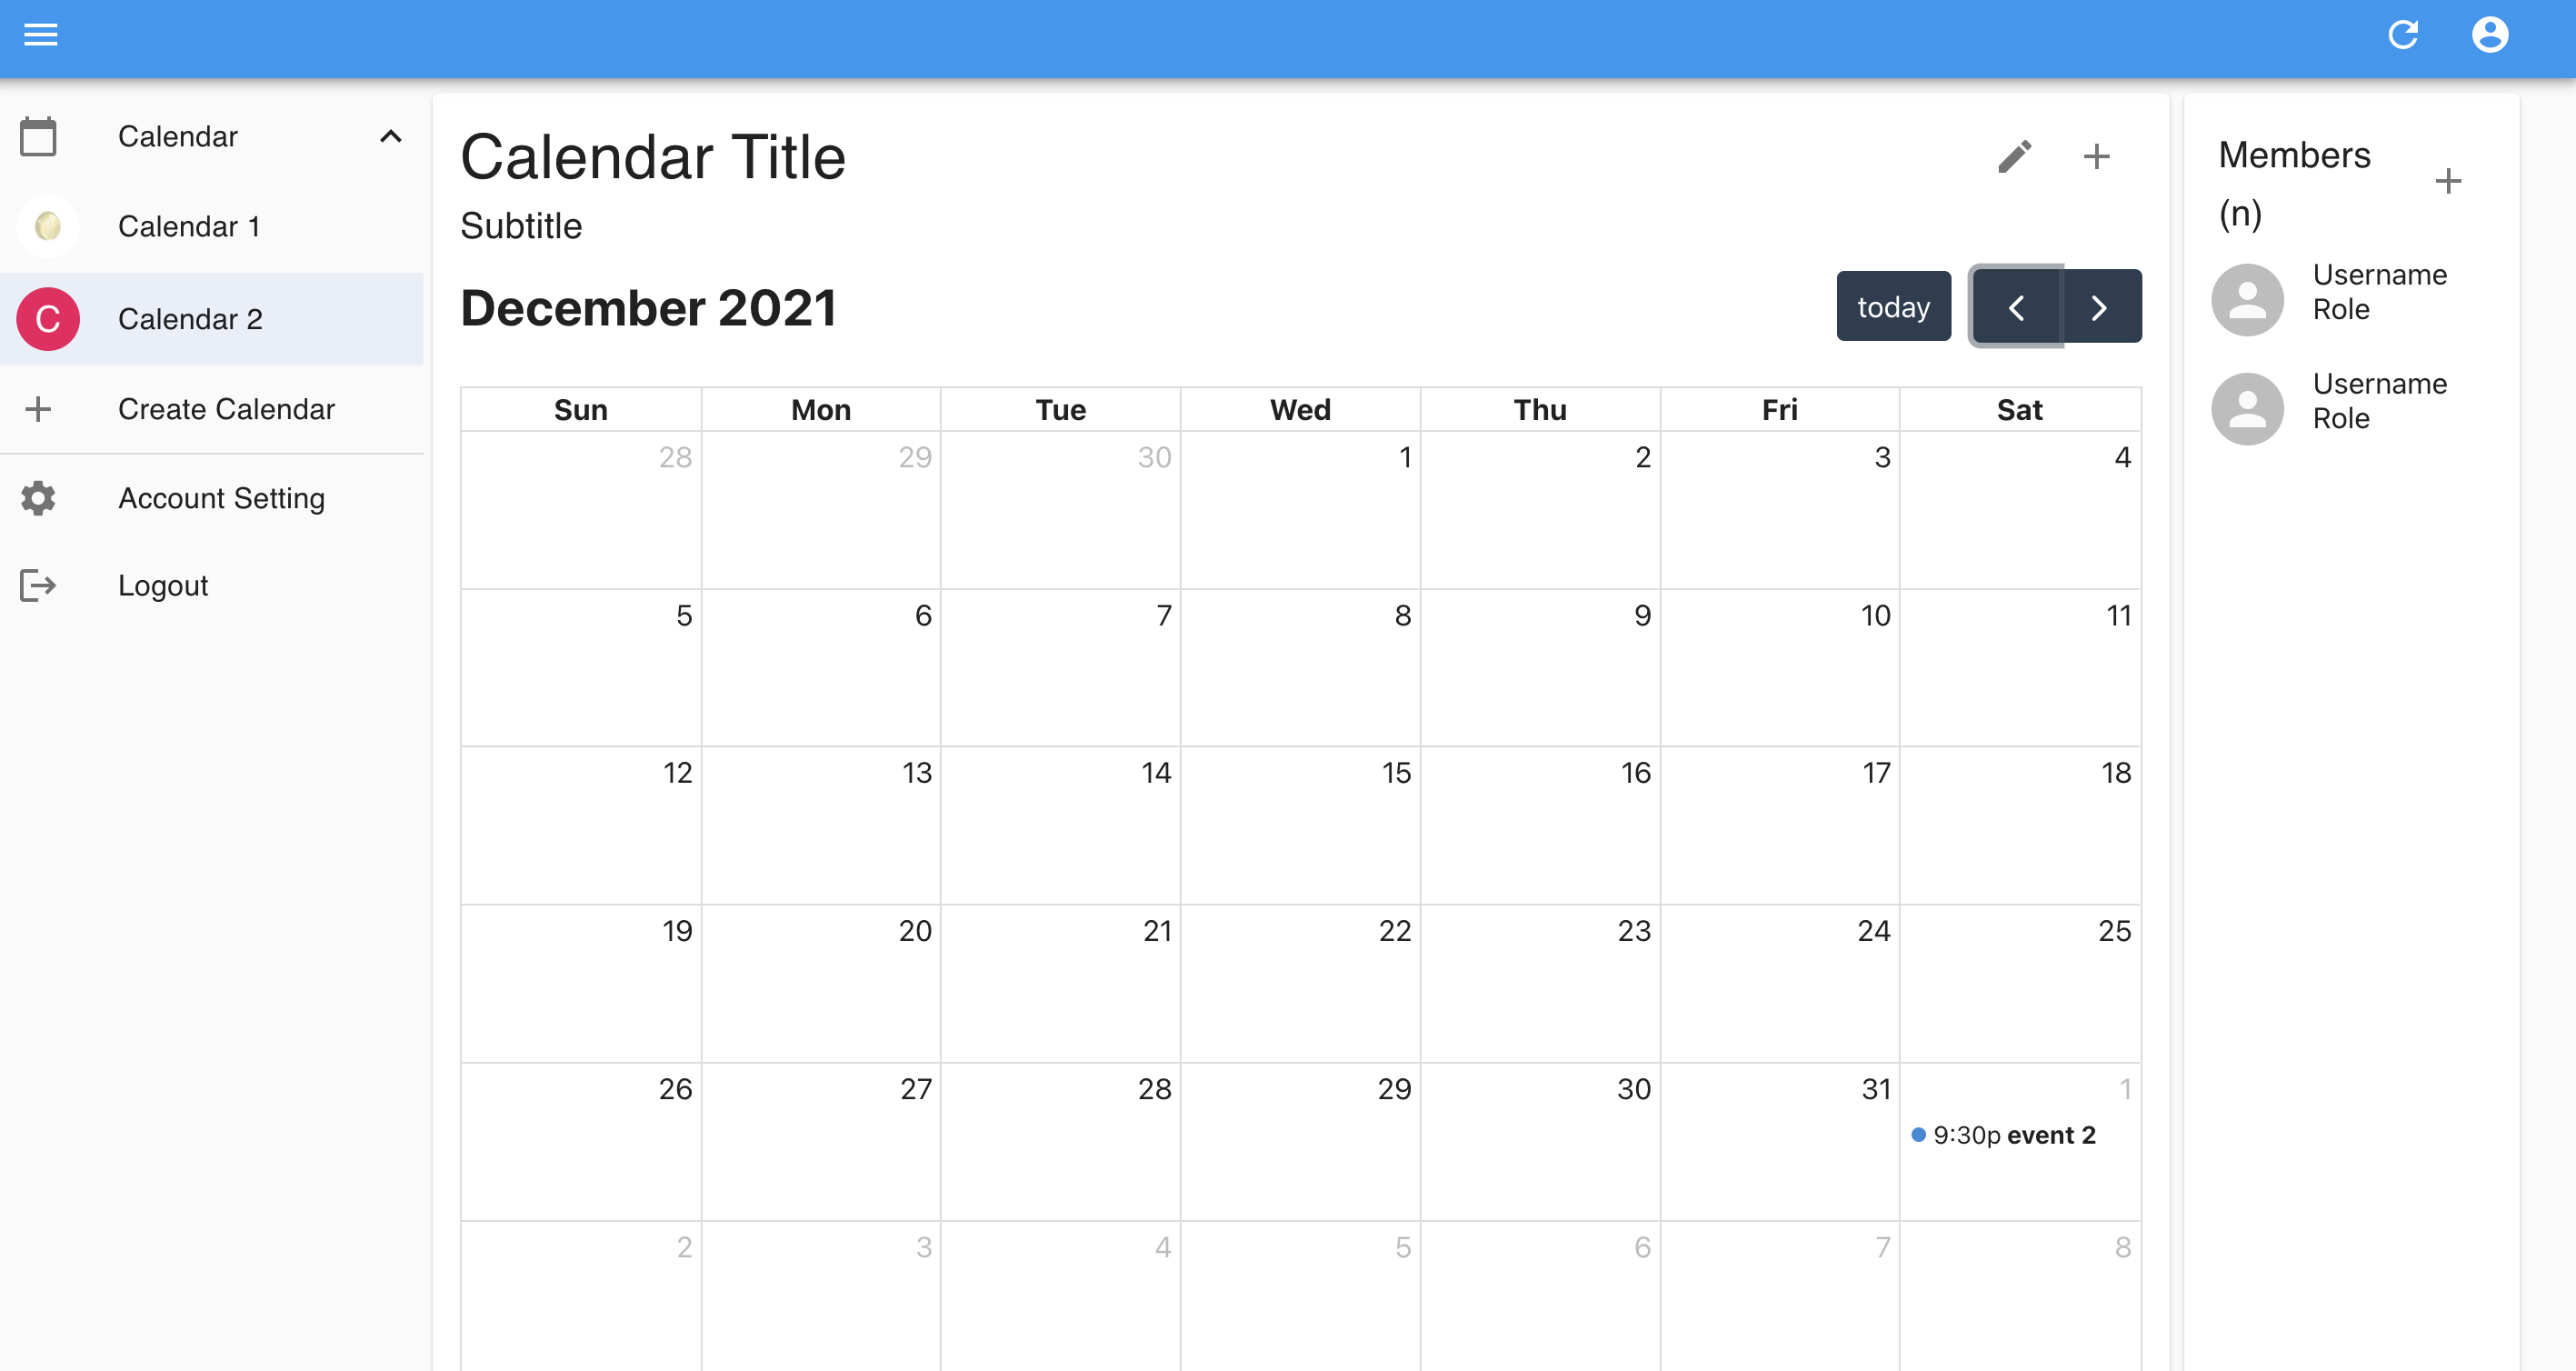 Calendar
Calendar 1
C
Calendar 2
Create Calendar
Account Setting
Logout
Calendar Title
Subtitle
December 2021
today
Sun Mon Tue Wed Thu Fri Sat
28 29 30 1 2 3 4
5 6 7 8 9 10 11
12 13 14 15 16 17 18
19 20 21 22 23 24 25
26 27 28 29 30 31 1
9:30p event 2
2 3 4 5 6 7 8
Members
(n)
Username
Role
Username
Role